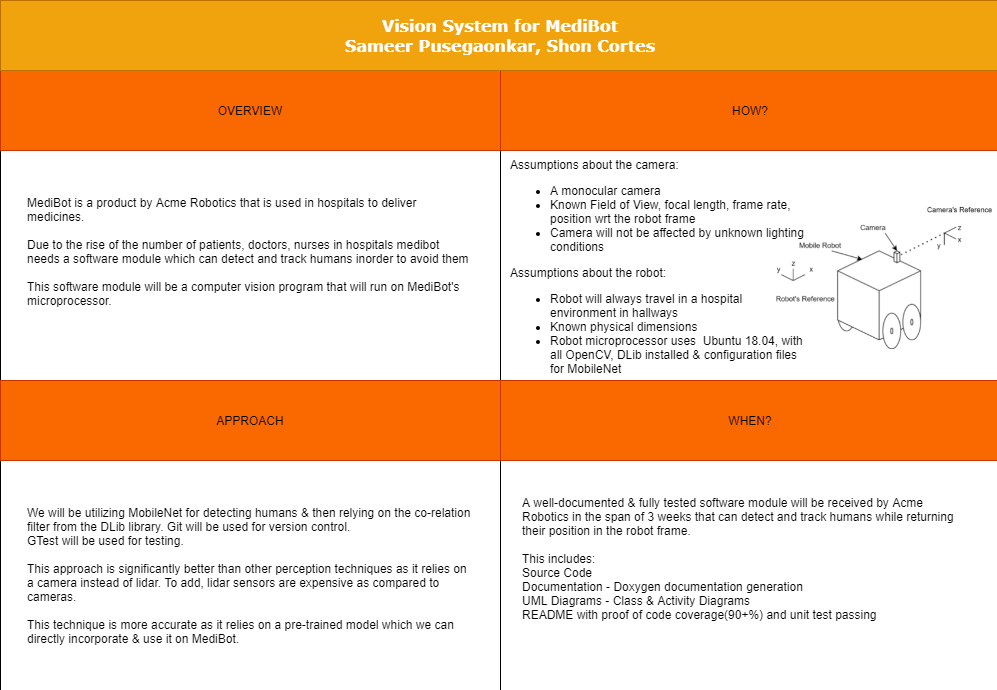 Vision System for MediBot
Sameer Pusegaonkar, Shon Cortes
OVERVIEW
HOW?
MediBot is a product by Acme Robotics that is used in hospitals to deliver
medicines.
Due to the rise of the number of patients, doctors, nurses in hospitals medibot
needs a software module which can detect and track humans inorder to avoid them
This software module will be a computer vision program that will run on MediBot's
microprocessor.
Assumptions about the camera:
• A monocular camera
• Known Field of View, focal length, frame rate,
position wrt the robot frame
• Camera will not be affected by unknown lighting
conditions
Assumptions about the robot:
• Robot will always travel in a hospital
environment in hallways
• Known physical dimensions
• Robot microprocessor uses  Ubuntu 18.04, with
all OpenCV, DLib installed & configuration files
for MobileNet
Camera's Reference
Camera
z
x
y
Mobile Robot
z
y
x
Robot's Reference
0
0
APPROACH
WHEN?
We will be utilizing MobileNet for detecting humans & then relying on the co-relation
filter from the DLib library. Git will be used for version control.
GTest will be used for testing.
This approach is significantly better than other perception techniques as it relies on
a camera instead of lidar. To add, lidar sensors are expensive as compared to
cameras.
This technique is more accurate as it relies on a pre-trained model which we can
directly incorporate & use it on MediBot.
A well-documented & fully tested software module will be received by Acme
Robotics in the span of 3 weeks that can detect and track humans while returning
their position in the robot frame.
This includes:
Source Code
Documentation - Doxygen documentation generation
UML Diagrams - Class & Activity Diagrams
README with proof of code coverage(90+%) and unit test passing